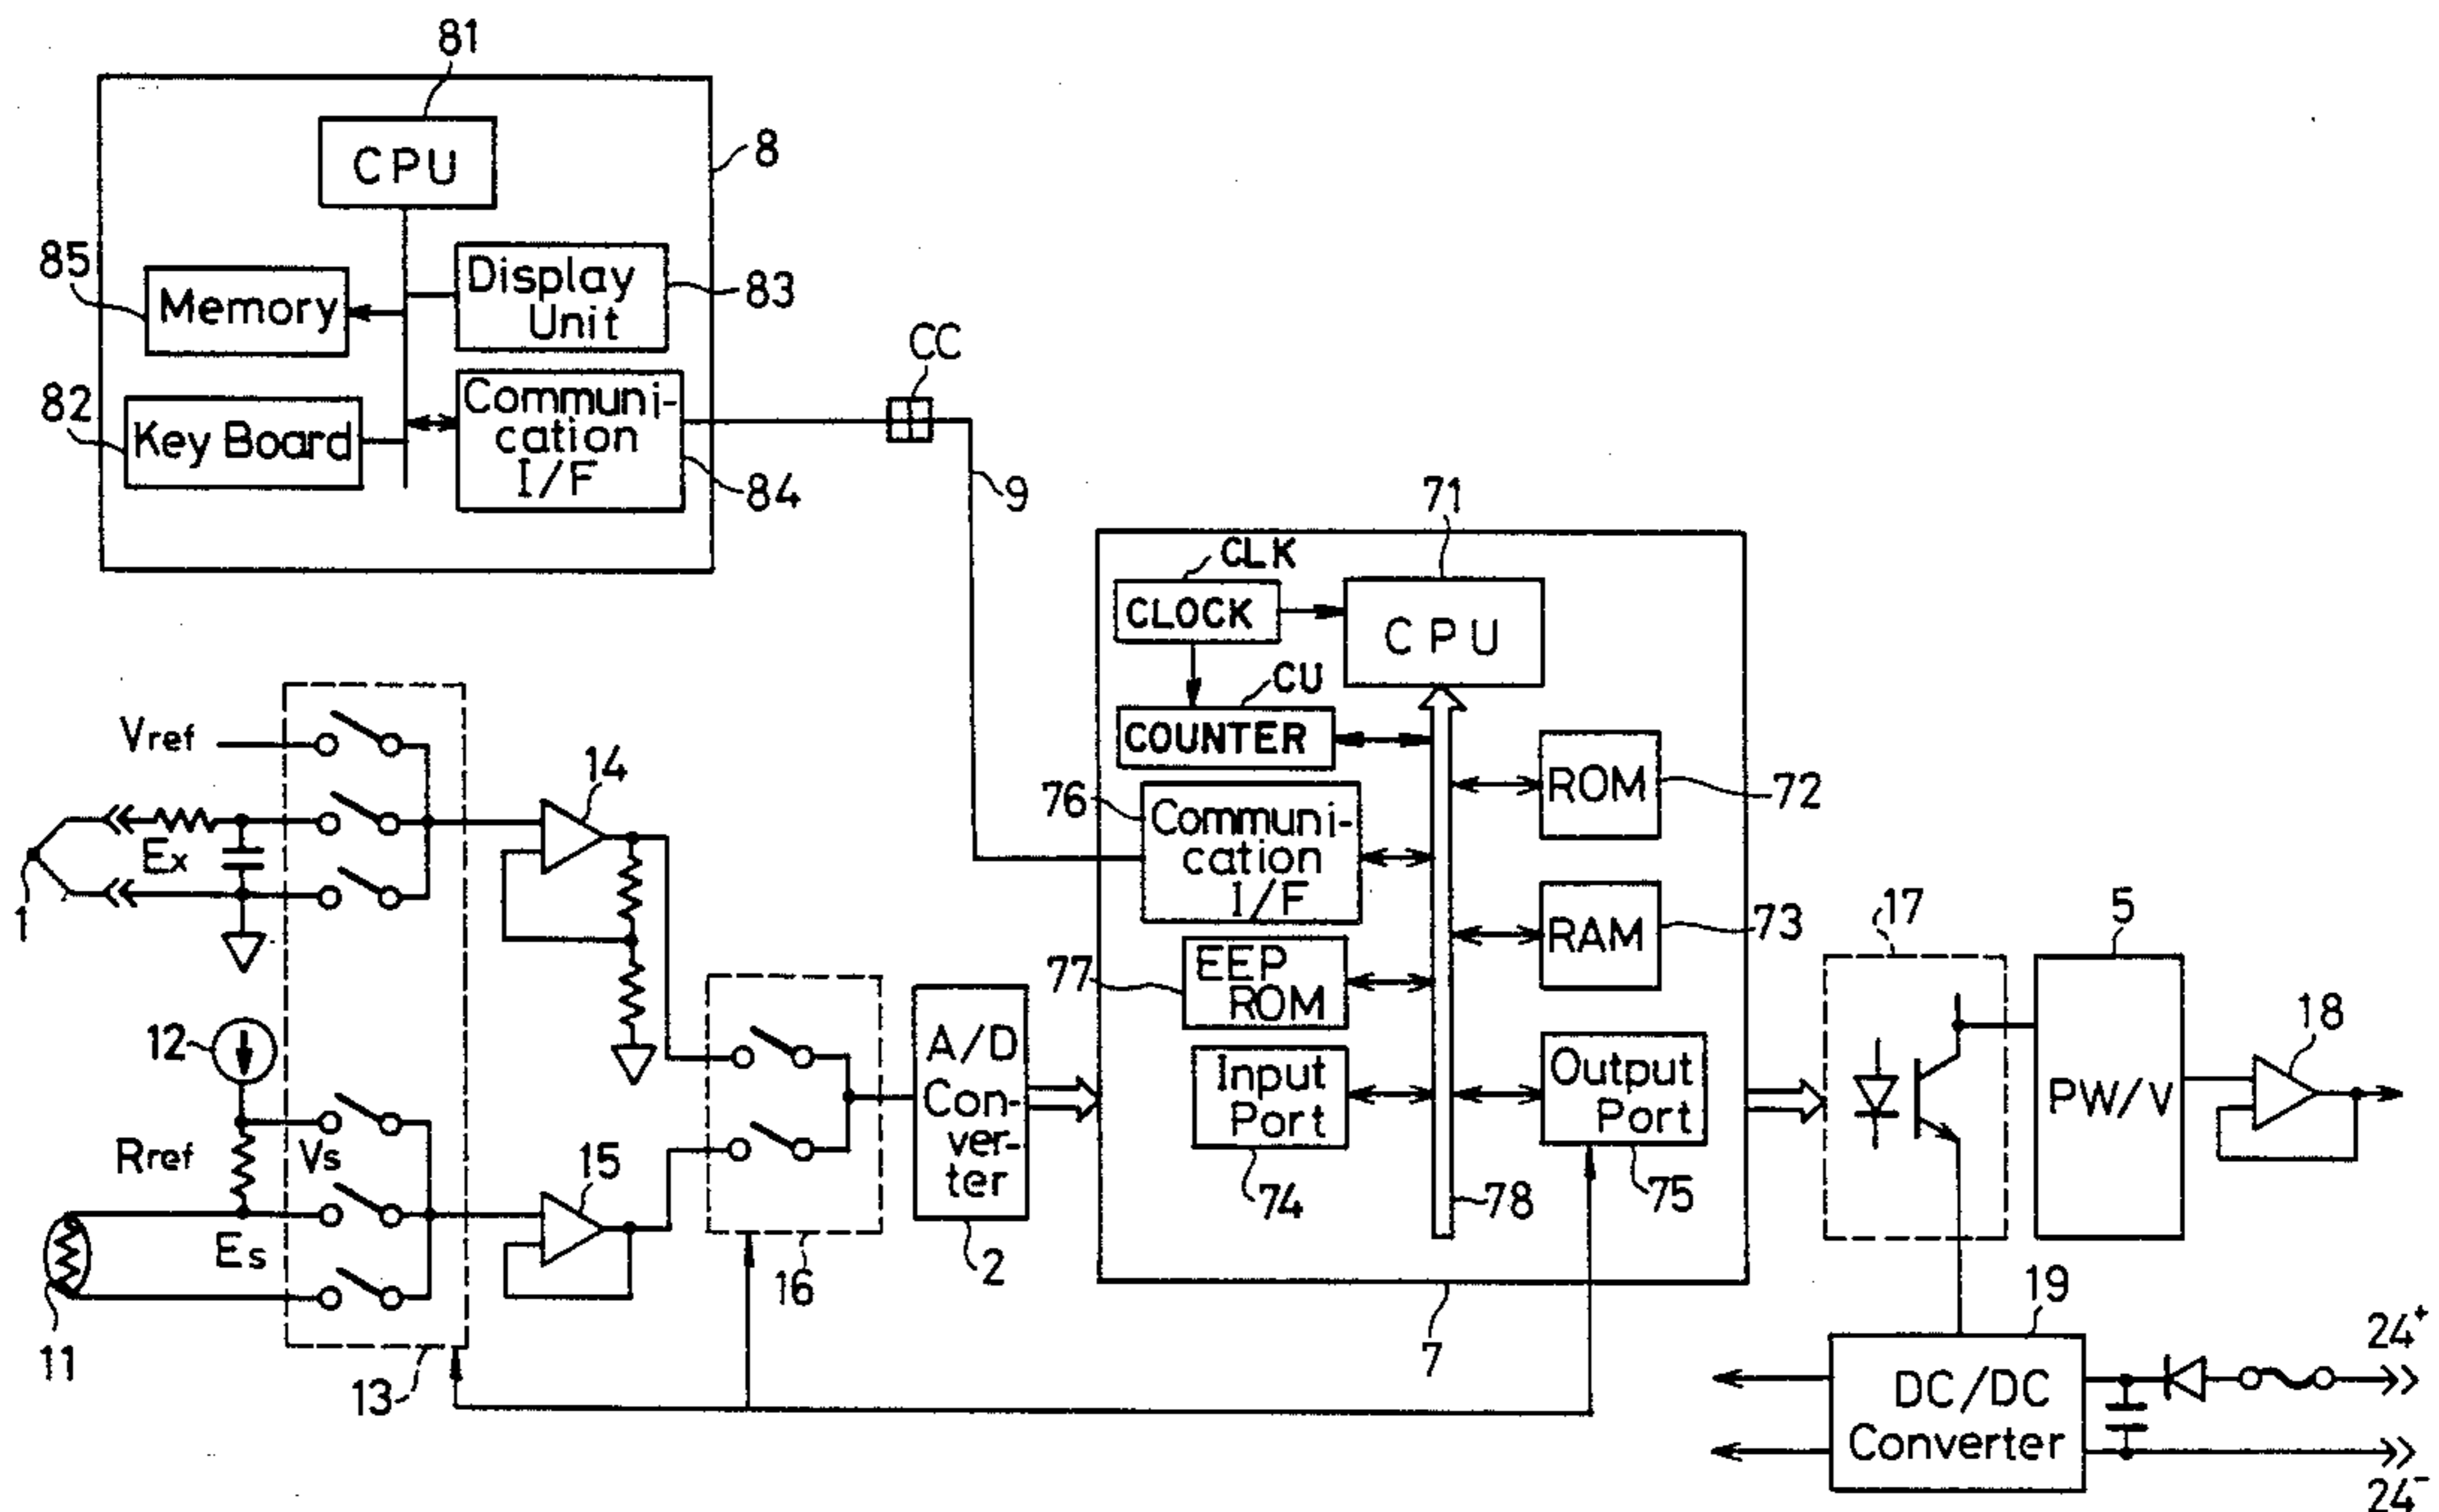 81
CPU
8
85
Memory
Display
Unit
83
82
Key Board
Communi-
cation
I/F
84
CC
9
71
CLK
CLOCK
CPU
CU
COUNTER
ROM
72
76
Communi-
cation
I/F
RAM
73
77
EEP
ROM
Input
Port
74
Output
Port
75
78
7
Vref
Ex
1
14
12
Rref
Vs
Es
11
13
15
16
A/D
Con-
ver-
ter
2
17
5
PW/V
18
19
DC/DC
Converter
24+
24-